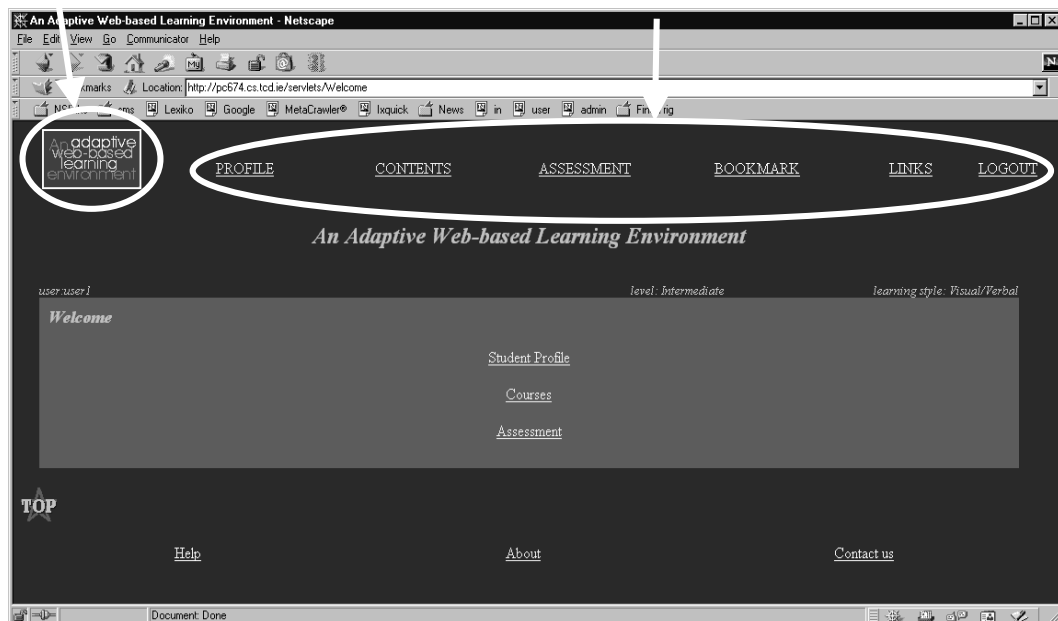 An Adaptive Web-based Learning Environment - Netscape
File Edit View Go Communicator Help
My
Location: http://pc674.cs.tcd.ie/servlets/Welcome
Lexiko Google MetaCrawler® Ixquick News in user admin
An adaptive
web-based
learning
environment
PROFILE CONTENTS ASSESSMENT BOOKMARK LINKS LOGOUT
An Adaptive Web-based Learning Environment
user:user1 level: Intermediate learning style: Visual/Verbal
Welcome
Student Profile
Courses
Assessment
TOP
Help About Contact us
Document: Done